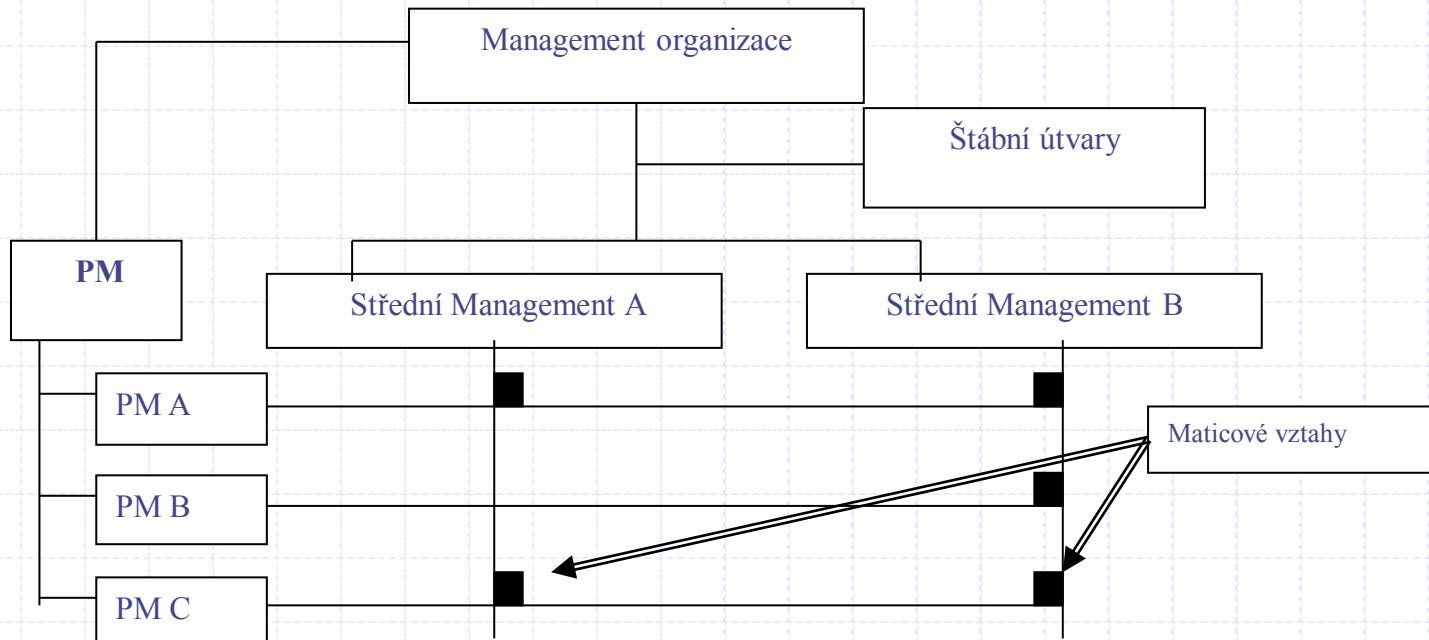 Management organizace
Štábní útvary
PM
Střední Management A
Střední Management B
PM A
Maticové vztahy
PM B
PM C